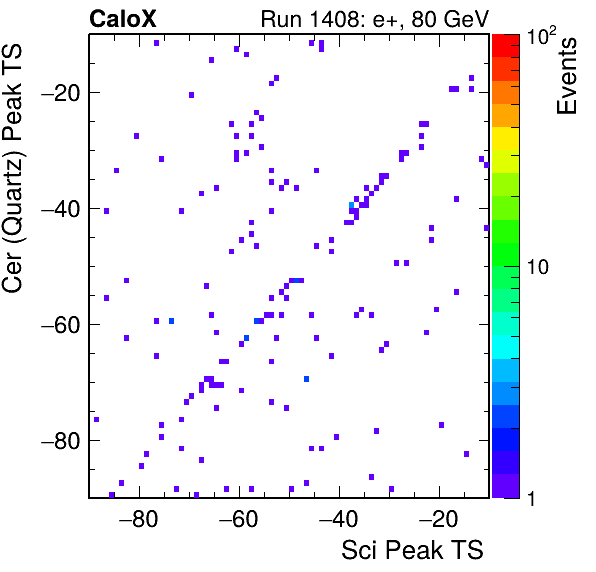 CaloX Run 1408: e+, 80 GeV
Cer (Quartz) Peak TS
−20
−40
−60
−80
−80 −60 −40 −20
Sci Peak TS
10²
10
1
Events